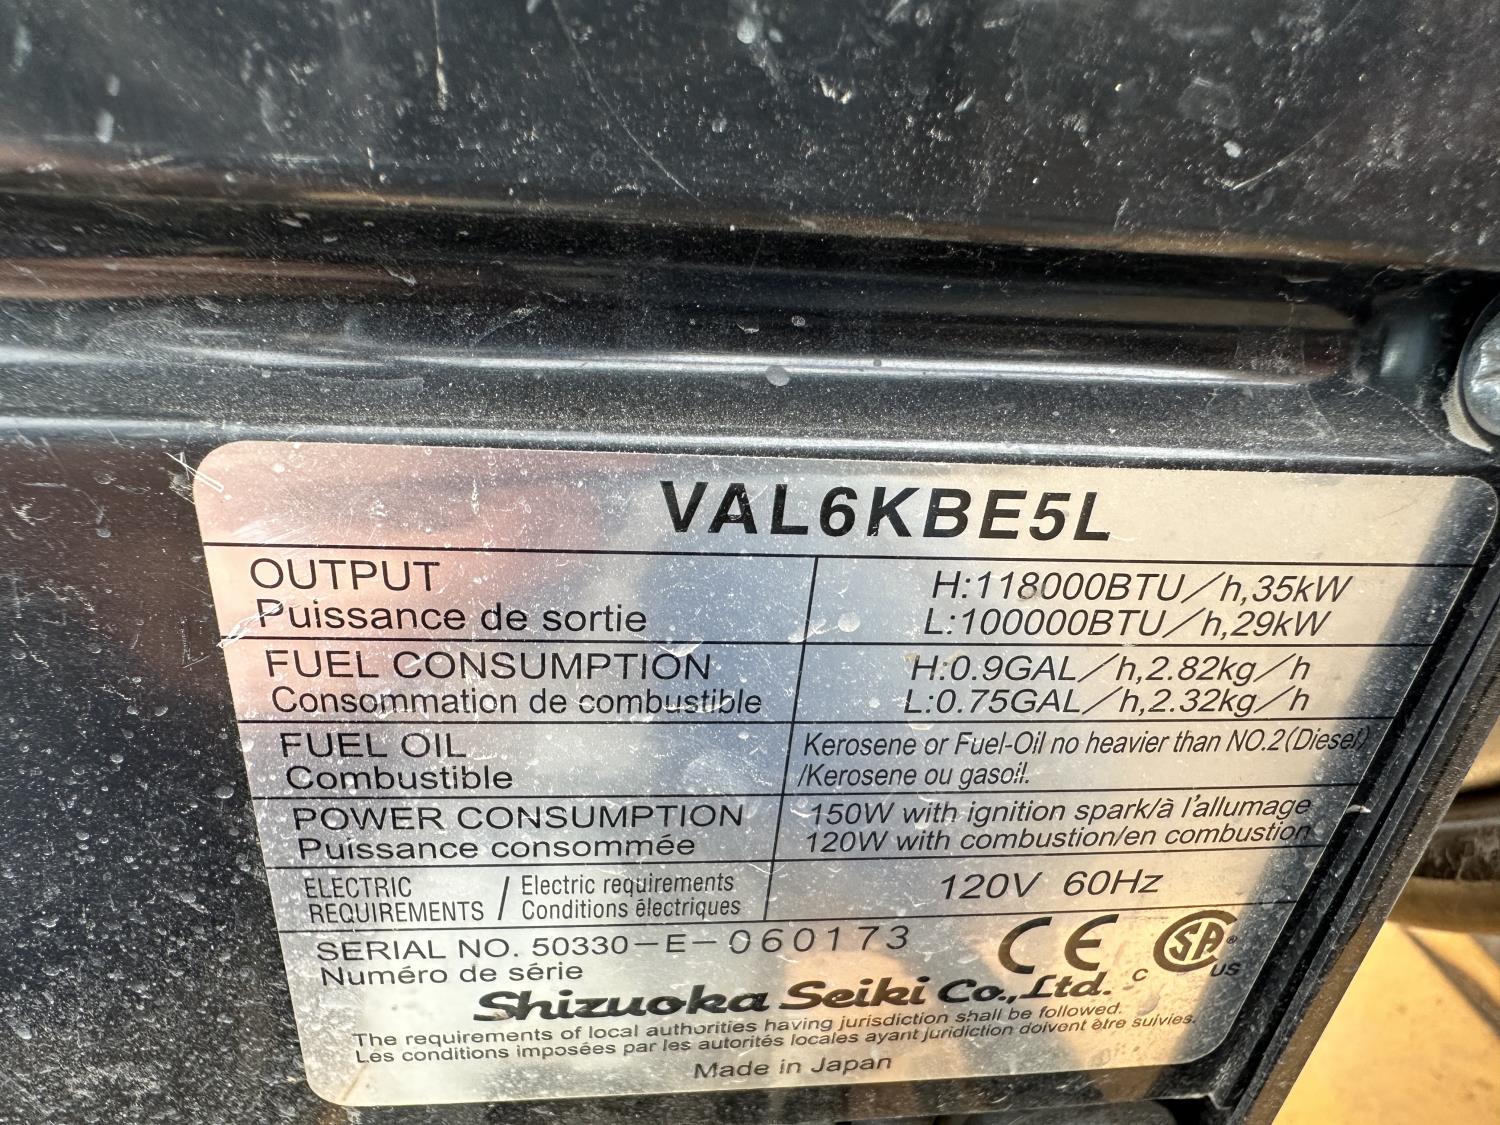 VAL6KBE5L
OUTPUT
Puissance de sortie
H:118000BTU/h,35kW
L:100000BTU/h,29kW
FUEL CONSUMPTION
Consommation de combustible
H:0.9GAL/h,2.82kg/h
L:0.75GAL/h,2.32kg/h
FUEL OIL
Combustible
Kerosene or Fuel-Oil no heavier than NO.2(Diesel)
/Kerosene ou gasoil.
POWER CONSUMPTION
Puissance consommée
150W with ignition spark/à l'allumage
120W with combustion/en combustion
ELECTRIC
REQUIREMENTS
/ Electric requirements
Conditions électriques
120V 60Hz
SERIAL NO. 50330-E-060173
Numéro de série
CE
C SA® US
Shizuoka Seiki Co.,Ltd.
The requirements of local authorities having jurisdiction shall be followed.
Les conditions imposées par les autorités locales ayant juridiction doivent être suivies.
Made in Japan